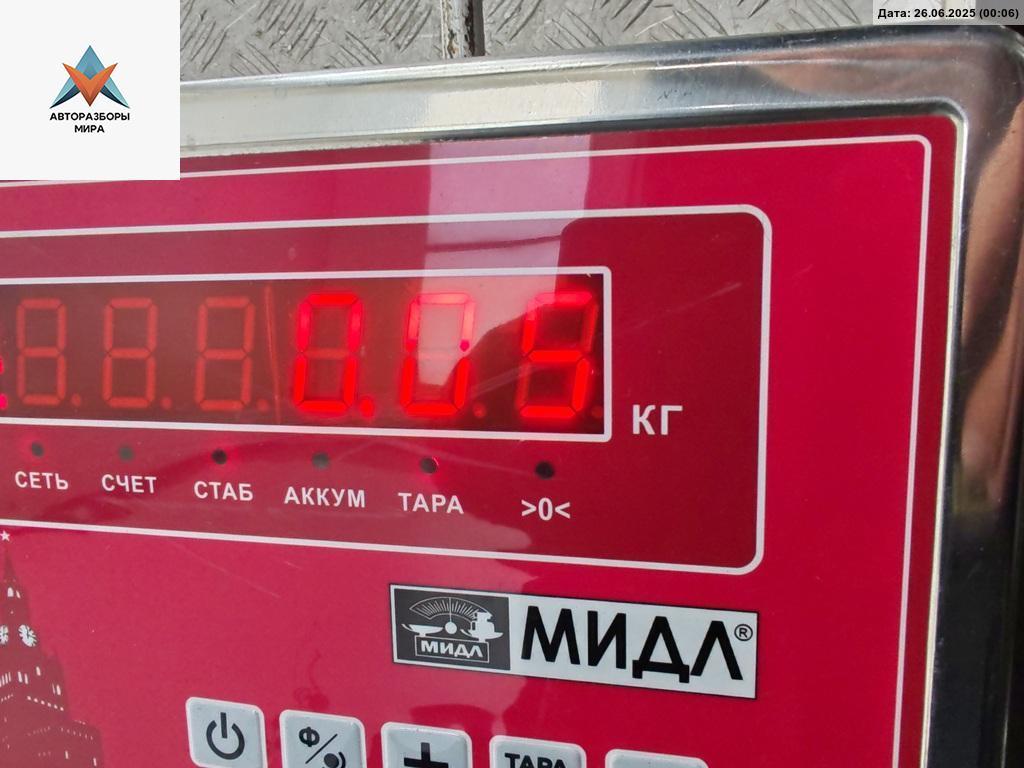 Дата: 26.06.2025 (00:06)
АВТОРАЗБОРЫ
МИРА
0.05
КГ
СЕТЬ СЧЕТ СТАБ АККУМ ТАРА >0<
МИДЛ МИДЛ®
Ф/
+ ТАРА